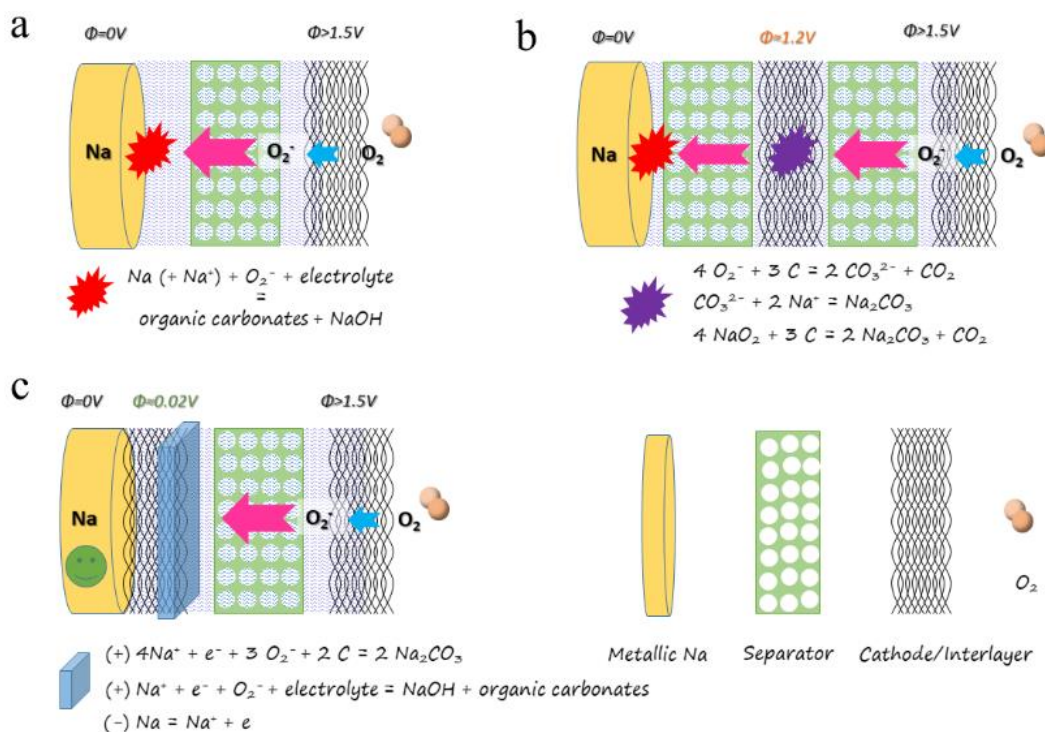 a
Φ=0V Φ>1.5V
Na O₂⁻ O₂
Na (+ Na⁺) + O₂⁻ + electrolyte
=
organic carbonates + NaOH
b
Φ=0V Φ=1.2V Φ>1.5V
Na O₂⁻ O₂
4 O₂⁻ + 3 C = 2 CO₃²⁻ + CO₂
CO₃²⁻ + 2 Na⁺ = Na₂CO₃
4 NaO₂ + 3 C = 2 Na₂CO₃ + CO₂
c
Φ=0V Φ=0.02V Φ>1.5V
Na O₂⁻ O₂
(+) 4Na⁺ + e⁻ + 3 O₂⁻ + 2 C = 2 Na₂CO₃
(+) Na⁺ + e⁻ + O₂⁻ + electrolyte = NaOH + organic carbonates
(-) Na = Na⁺ + e
Metallic Na Separator Cathode/Interlayer O₂